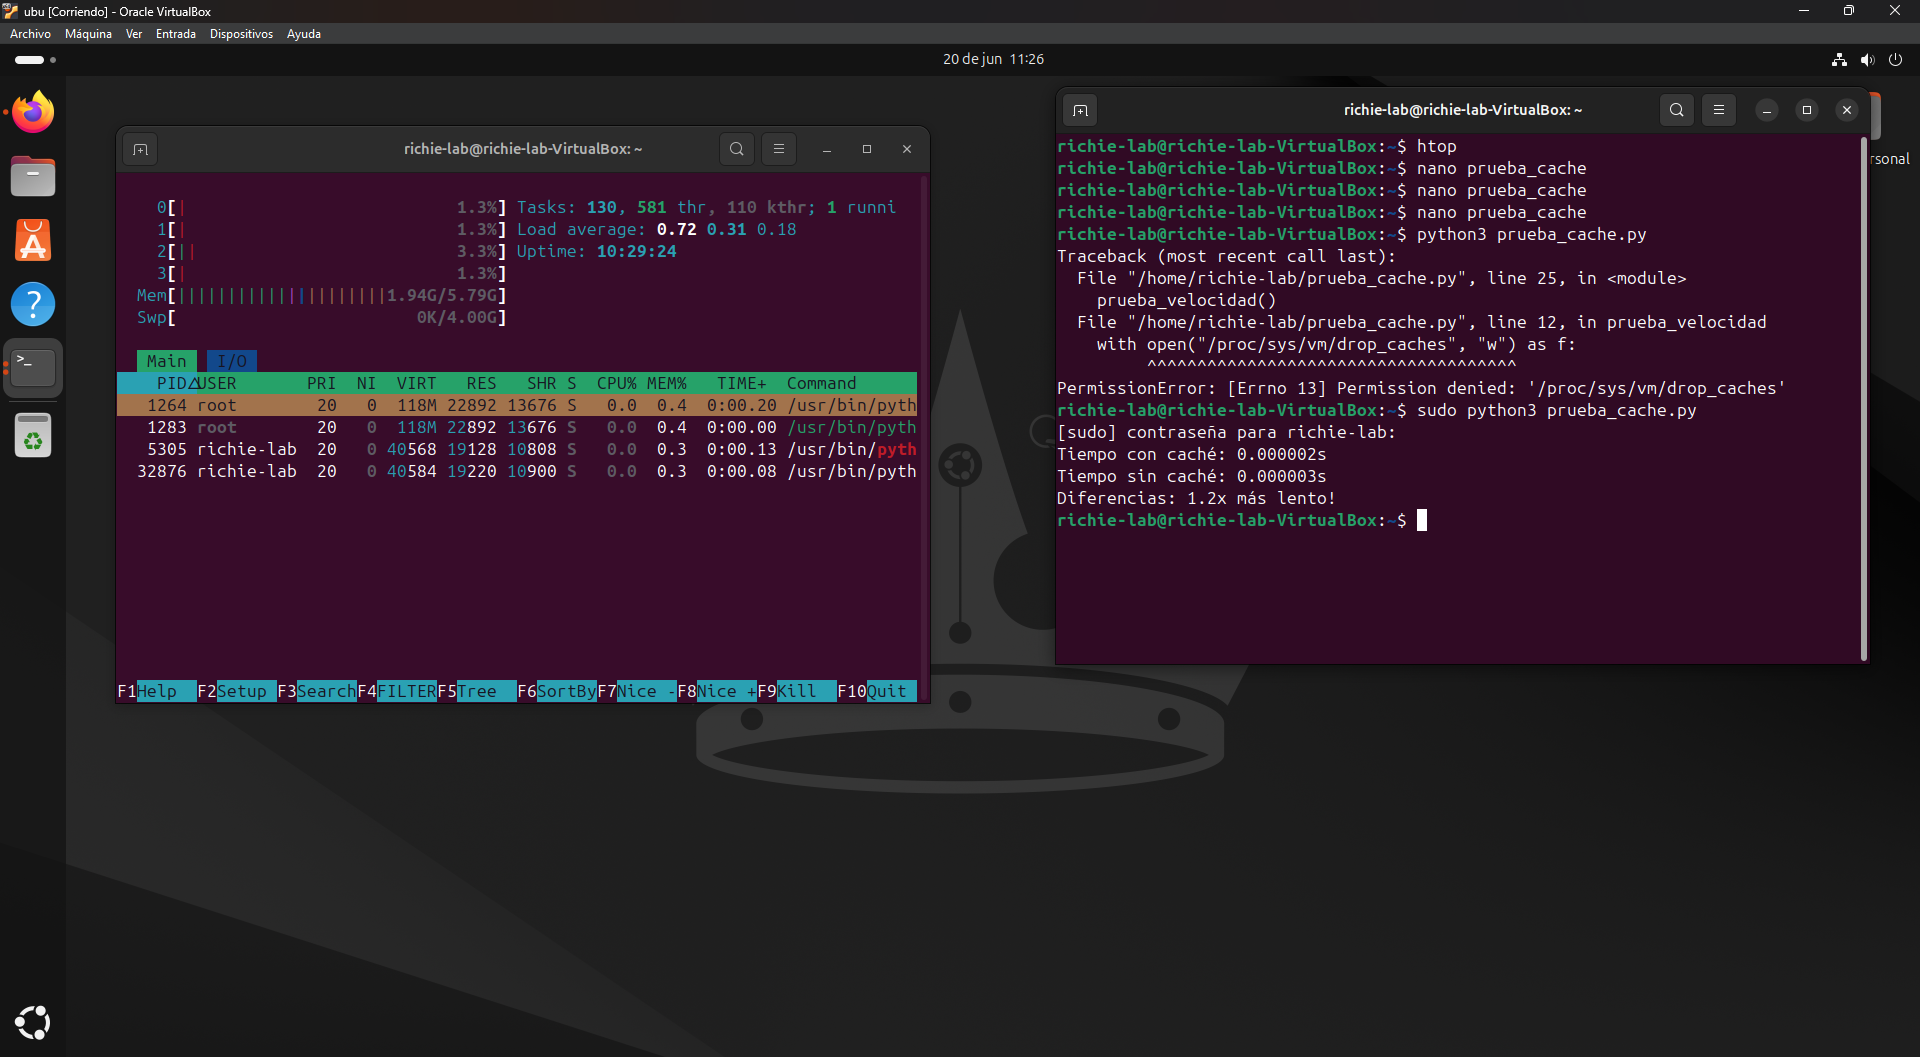 ubu [Corriendo] - Oracle VirtualBox
Archivo Máquina Ver Entrada Dispositivos Ayuda
20 de jun 11:26
richie-lab@richie-lab-VirtualBox: ~
0[| 1.3%] Tasks: 130, 581 thr, 110 kthr; 1 runni
1[| 1.3%] Load average: 0.72 0.31 0.18
2[|| 3.3%] Uptime: 10:29:24
3[| 1.3%]
Mem[|||||||||||||||||||||1.94G/5.79G]
Swp[ 0K/4.00G]
Main I/O
PID△USER PRI NI VIRT RES SHR S CPU% MEM% TIME+ Command
1264 root 20 0 118M 22892 13676 S 0.0 0.4 0:00.20 /usr/bin/pyth
1283 root 20 0 118M 22892 13676 S 0.0 0.4 0:00.00 /usr/bin/pyth
5305 richie-lab 20 0 40568 19128 10808 S 0.0 0.3 0:00.13 /usr/bin/pyth
32876 richie-lab 20 0 40584 19220 10900 S 0.0 0.3 0:00.08 /usr/bin/pyth
F1Help F2Setup F3SearchF4FILTERF5Tree F6SortByF7Nice -F8Nice +F9Kill F10Quit
richie-lab@richie-lab-VirtualBox: ~
richie-lab@richie-lab-VirtualBox:~$ htop
richie-lab@richie-lab-VirtualBox:~$ nano prueba_cache
richie-lab@richie-lab-VirtualBox:~$ nano prueba_cache
richie-lab@richie-lab-VirtualBox:~$ nano prueba_cache
richie-lab@richie-lab-VirtualBox:~$ python3 prueba_cache.py
Traceback (most recent call last):
File "/home/richie-lab/prueba_cache.py", line 25, in <module>
prueba_velocidad()
File "/home/richie-lab/prueba_cache.py", line 12, in prueba_velocidad
with open("/proc/sys/vm/drop_caches", "w") as f:
^^^^^^^^^^^^^^^^^^^^^^^^^^^^^^^^^^^^^
PermissionError: [Errno 13] Permission denied: '/proc/sys/vm/drop_caches'
richie-lab@richie-lab-VirtualBox:~$ sudo python3 prueba_cache.py
[sudo] contraseña para richie-lab:
Tiempo con caché: 0.000002s
Tiempo sin caché: 0.000003s
Diferencias: 1.2x más lento!
richie-lab@richie-lab-VirtualBox:~$
rsonal